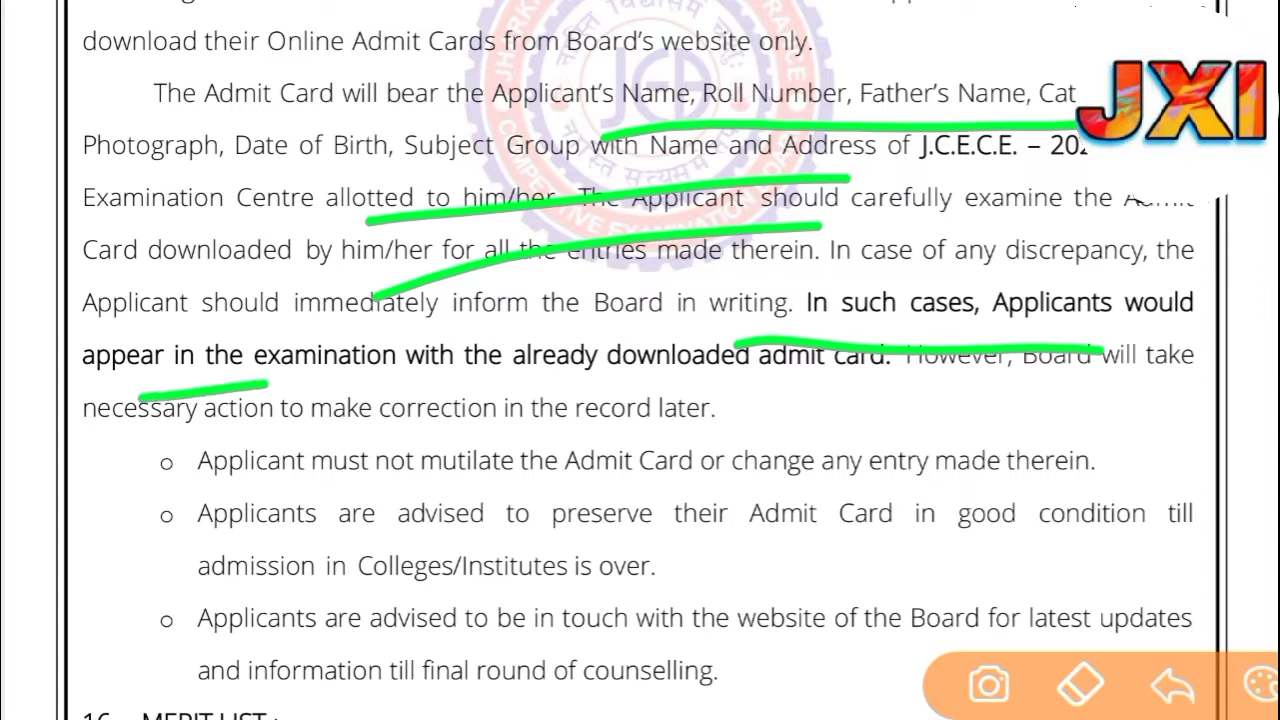 download their Online Admit Cards from Board's website only.
The Admit Card will bear the Applicant's Name, Roll Number, Father's Name, Cat
JXI
Photograph, Date of Birth, Subject Group with Name and Address of J.C.E.C.E. – 202
Examination Centre allotted to him/her. The Applicant should carefully examine the Admit
Card downloaded by him/her for all the entries made therein. In case of any discrepancy, the
Applicant should immediately inform the Board in writing. In such cases, Applicants would
appear in the examination with the already downloaded admit card. However, Board will take
necessary action to make correction in the record later.
o Applicant must not mutilate the Admit Card or change any entry made therein.
o Applicants are advised to preserve their Admit Card in good condition till
admission in Colleges/Institutes is over.
o Applicants are advised to be in touch with the website of the Board for latest updates
and information till final round of counselling.
16. MERIT LIST :